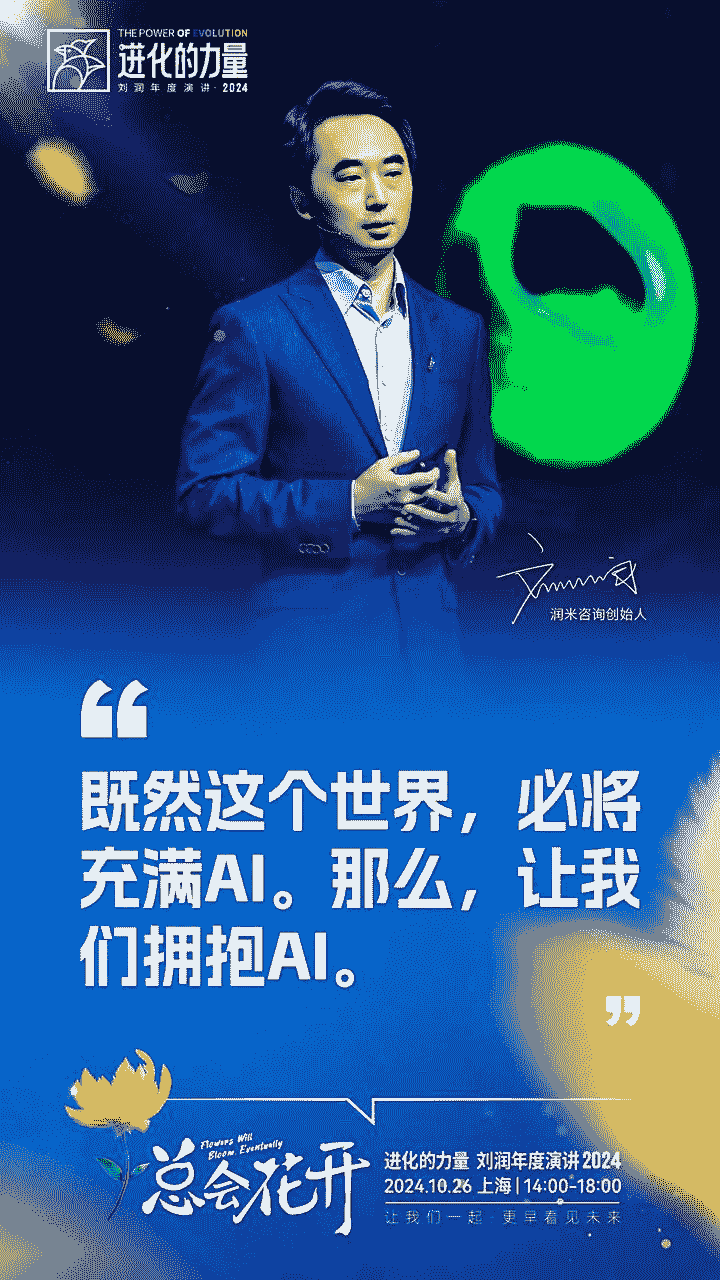 THE POWER OF EVOLUTION
进化的力量
刘润年度演讲·2024
刘润
润米咨询创始人
“
既然这个世界，必将
充满AI。那么，让我
们拥抱AI。
”
Flowers Will
Bloom Eventually
总会花开
进化的力量 刘润年度演讲2024
2024.10.26 上海 | 14:00-18:00
让我们一起·更早看见未来